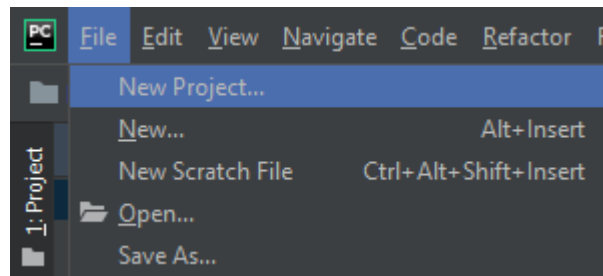 PC File Edit View Navigate Code Refactor
New Project...
New... Alt+Insert
New Scratch File Ctrl+Alt+Shift+Insert
Open...
Save As...
1: Project